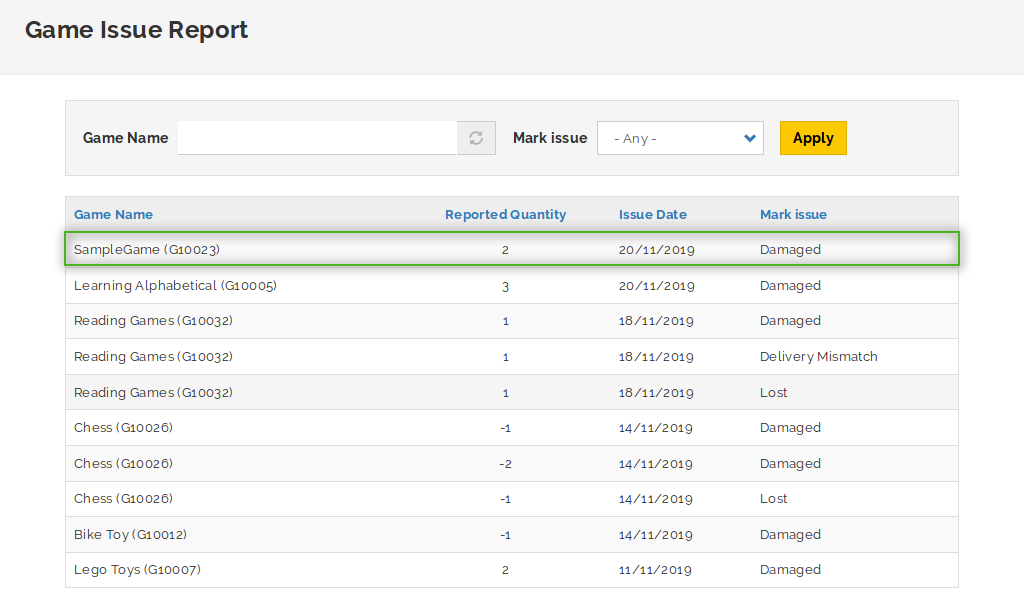 Game Issue Report
Game Name Mark issue - Any - Apply
Game Name Reported Quantity Issue Date Mark issue
SampleGame (G10023) 2 20/11/2019 Damaged
Learning Alphabetical (G10005) 3 20/11/2019 Damaged
Reading Games (G10032) 1 18/11/2019 Damaged
Reading Games (G10032) 1 18/11/2019 Delivery Mismatch
Reading Games (G10032) 1 18/11/2019 Lost
Chess (G10026) -1 14/11/2019 Damaged
Chess (G10026) -2 14/11/2019 Damaged
Chess (G10026) -1 14/11/2019 Lost
Bike Toy (G10012) -1 14/11/2019 Damaged
Lego Toys (G10007) 2 11/11/2019 Damaged